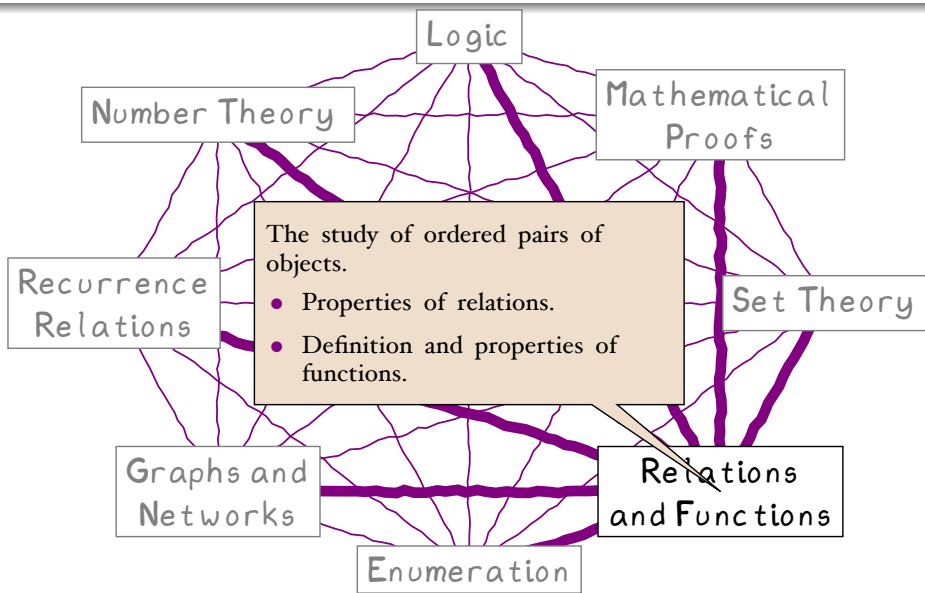 Logic
Number Theory
Mathematical
Proofs
The study of ordered pairs of
objects.
• Properties of relations.
• Definition and properties of
functions.
Recurrence
Relations
Set Theory
Graphs and
Networks
Relations
and Functions
Enumeration